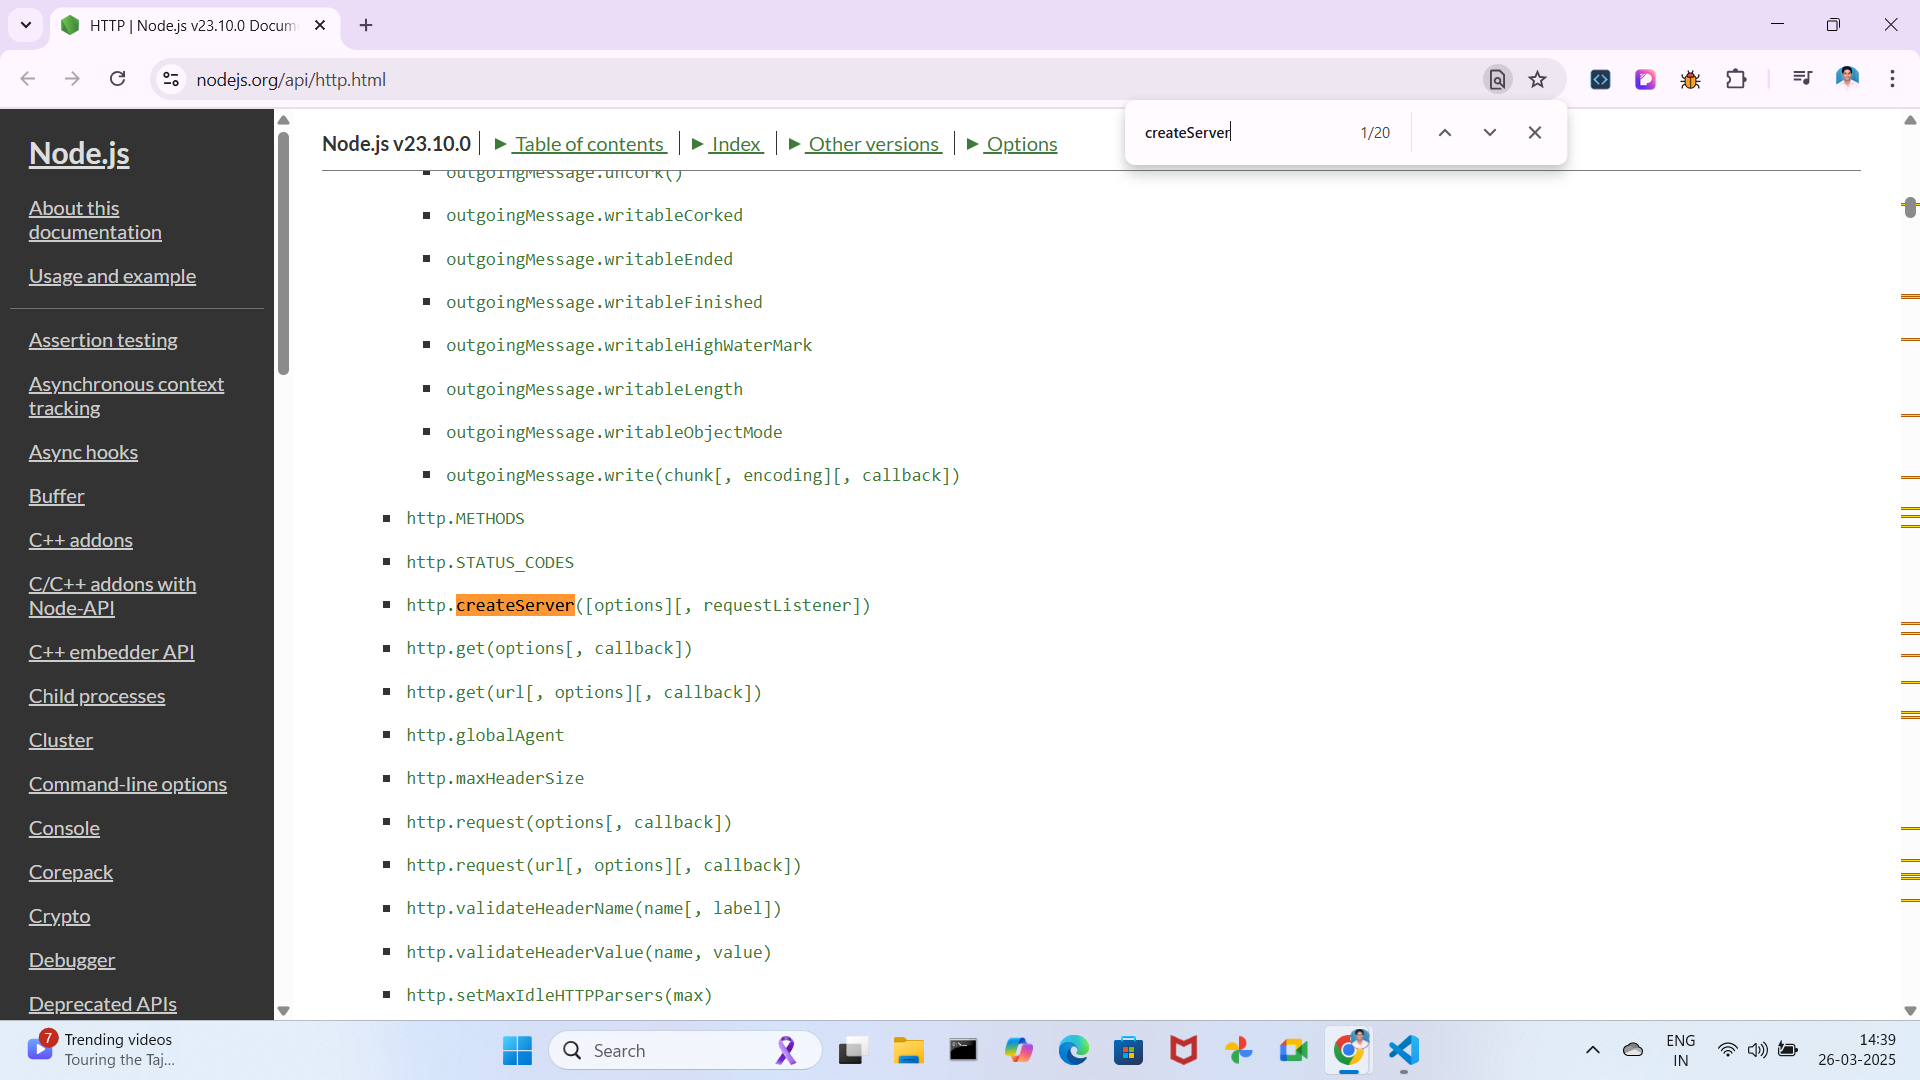 HTTP | Node.js v23.10.0 Docum
nodejs.org/api/http.html
createServer
1/20
Node.js
About this
documentation
Usage and example
Assertion testing
Asynchronous context
tracking
Async hooks
Buffer
C++ addons
C/C++ addons with
Node-API
C++ embedder API
Child processes
Cluster
Command-line options
Console
Corepack
Crypto
Debugger
Deprecated APIs
Node.js v23.10.0 ► Table of contents ► Index ► Other versions ► Options
outgoingMessage.uncork()
outgoingMessage.writableCorked
outgoingMessage.writableEnded
outgoingMessage.writableFinished
outgoingMessage.writableHighWaterMark
outgoingMessage.writableLength
outgoingMessage.writableObjectMode
outgoingMessage.write(chunk[, encoding][, callback])
http.METHODS
http.STATUS_CODES
http.createServer([options][, requestListener])
http.get(options[, callback])
http.get(url[, options][, callback])
http.globalAgent
http.maxHeaderSize
http.request(options[, callback])
http.request(url[, options][, callback])
http.validateHeaderName(name[, label])
http.validateHeaderValue(name, value)
http.setMaxIdleHTTPParsers(max)
7
Trending videos
Touring the Taj...
Search
ENG
IN
14:39
26-03-2025